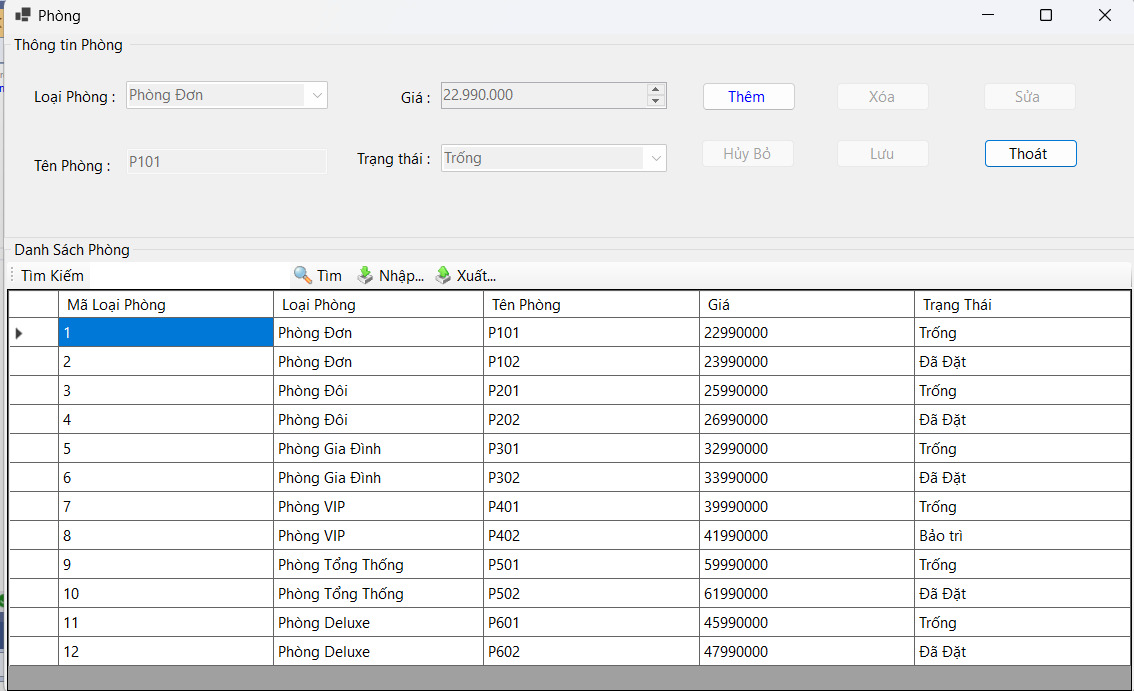 Phòng
Thông tin Phòng
Loại Phòng : Phòng Đơn Giá : 22.990.000 Thêm Xóa Sửa
Tên Phòng : P101 Trạng thái : Trống Hủy Bỏ Lưu Thoát
Danh Sách Phòng
Tìm Kiếm Tìm Nhập... Xuất...
Mã Loại Phòng Loại Phòng Tên Phòng Giá Trạng Thái
1 Phòng Đơn P101 22990000 Trống
2 Phòng Đơn P102 23990000 Đã Đặt
3 Phòng Đôi P201 25990000 Trống
4 Phòng Đôi P202 26990000 Đã Đặt
5 Phòng Gia Đình P301 32990000 Trống
6 Phòng Gia Đình P302 33990000 Đã Đặt
7 Phòng VIP P401 39990000 Trống
8 Phòng VIP P402 41990000 Bảo trì
9 Phòng Tổng Thống P501 59990000 Trống
10 Phòng Tổng Thống P502 61990000 Đã Đặt
11 Phòng Deluxe P601 45990000 Trống
12 Phòng Deluxe P602 47990000 Đã Đặt